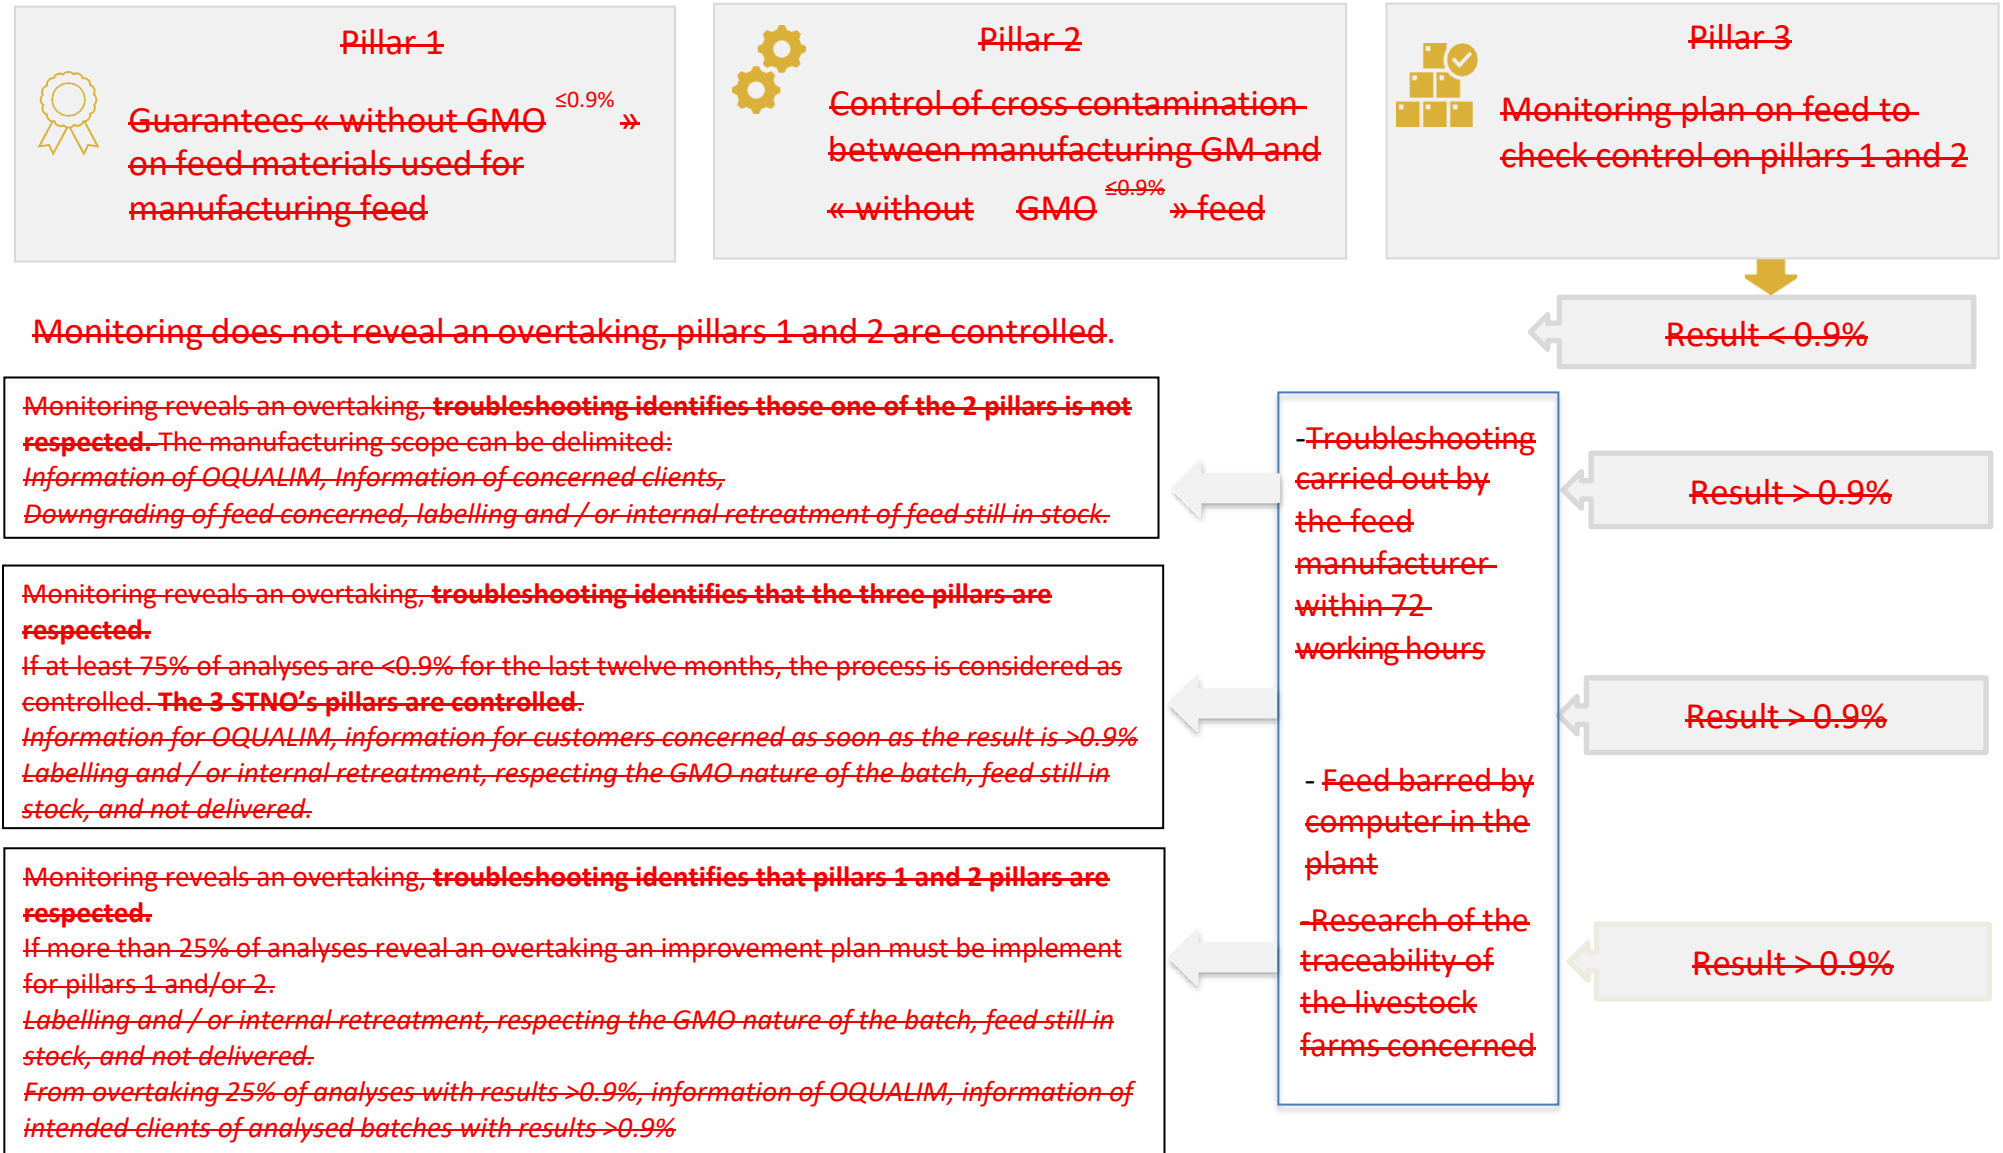 Pillar 1
Guarantees « without GMO ≤0.9% »
on feed materials used for
manufacturing feed
Pillar 2
Control of cross contamination
between manufacturing GM and
« without GMO ≤0.9% » feed
Pillar 3
Monitoring plan on feed to
check control on pillars 1 and 2
Monitoring does not reveal an overtaking, pillars 1 and 2 are controlled.
Result < 0.9%
Monitoring reveals an overtaking, troubleshooting identifies those one of the 2 pillars is not
respected. The manufacturing scope can be delimited:
Information of OQUALIM, Information of concerned clients,
Downgrading of feed concerned, labelling and / or internal retreatment of feed still in stock.
Monitoring reveals an overtaking, troubleshooting identifies that the three pillars are
respected.
If at least 75% of analyses are <0.9% for the last twelve months, the process is considered as
controlled. The 3 STNO's pillars are controlled.
Information for OQUALIM, information for customers concerned as soon as the result is >0.9%
Labelling and / or internal retreatment, respecting the GMO nature of the batch, feed still in
stock, and not delivered.
Monitoring reveals an overtaking, troubleshooting identifies that pillars 1 and 2 pillars are
respected.
If more than 25% of analyses reveal an overtaking an improvement plan must be implement
for pillars 1 and/or 2.
Labelling and / or internal retreatment, respecting the GMO nature of the batch, feed still in
stock, and not delivered.
From overtaking 25% of analyses with results >0.9%, information of OQUALIM, information of
intended clients of analysed batches with results >0.9%
-Troubleshooting
carried out by
the feed
manufacturer
within 72
working hours
- Feed barred by
computer in the
plant
-Research of the
traceability of
the livestock
farms concerned
Result > 0.9%
Result > 0.9%
Result > 0.9%